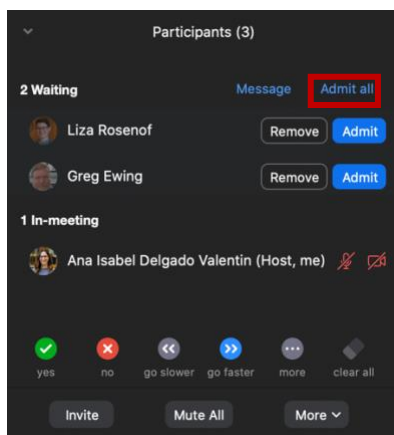 Participants (3)
2 Waiting Message Admit all
Liza Rosenof Remove Admit
Greg Ewing Remove Admit
1 In-meeting
Ana Isabel Delgado Valentin (Host, me)
yes no go slower go faster more clear all
Invite Mute All More